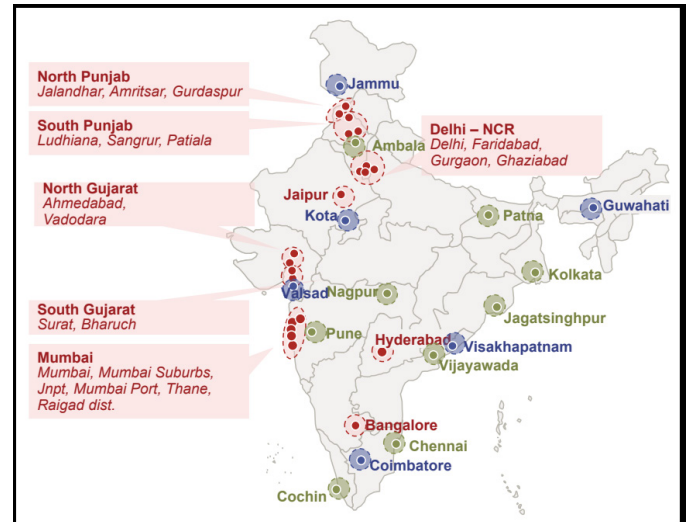 North Punjab
Jalandhar, Amritsar, Gurdaspur
South Punjab
Ludhiana, Sangrur, Patiala
Jammu
Ambala
Delhi – NCR
Delhi, Faridabad,
Gurgaon, Ghaziabad
North Gujarat
Ahmedabad,
Vadodara
Jaipur
Kota
Patna
Guwahati
Kolkata
Valsad
Nagpur
South Gujarat
Surat, Bharuch
Jagatsinghpur
Pune
Hyderabad
Visakhapatnam
Vijayawada
Mumbai
Mumbai, Mumbai Suburbs,
Jnpt, Mumbai Port, Thane,
Raigad dist.
Bangalore
Chennai
Coimbatore
Cochin